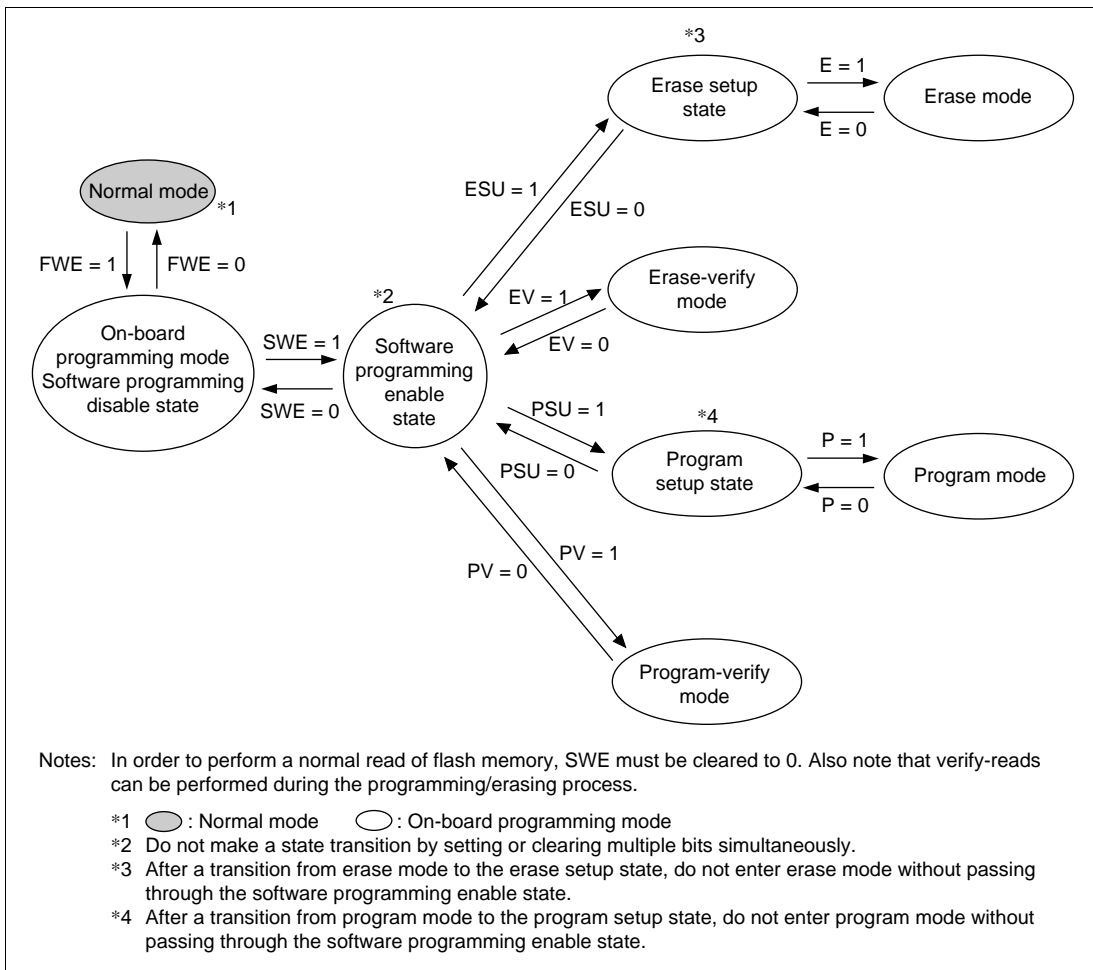 *3
Erase setup
state
E = 1
E = 0
Erase mode
Normal mode
*1
ESU = 1
ESU = 0
FWE = 1
FWE = 0
Erase-verify
mode
*2
EV = 1
EV = 0
On-board
programming mode
Software programming
disable state
SWE = 1
SWE = 0
Software
programming
enable
state
PSU = 1
PSU = 0
*4
Program
setup state
P = 1
P = 0
Program mode
PV = 1
PV = 0
Program-verify
mode
Notes: In order to perform a normal read of flash memory, SWE must be cleared to 0. Also note that verify-reads
can be performed during the programming/erasing process.
*1 : Normal mode : On-board programming mode
*2 Do not make a state transition by setting or clearing multiple bits simultaneously.
*3 After a transition from erase mode to the erase setup state, do not enter erase mode without passing
through the software programming enable state.
*4 After a transition from program mode to the program setup state, do not enter program mode without
passing through the software programming enable state.